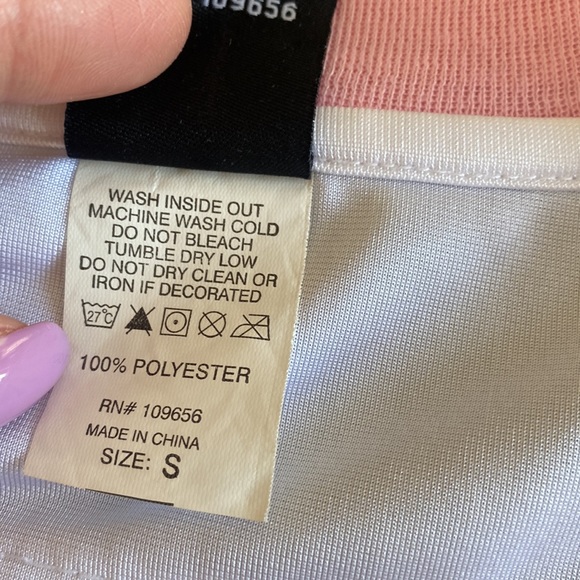 109656
WASH INSIDE OUT
MACHINE WASH COLD
DO NOT BLEACH
TUMBLE DRY LOW
DO NOT DRY CLEAN OR
IRON IF DECORATED
27°C
100% POLYESTER
RN# 109656
MADE IN CHINA
SIZE: S